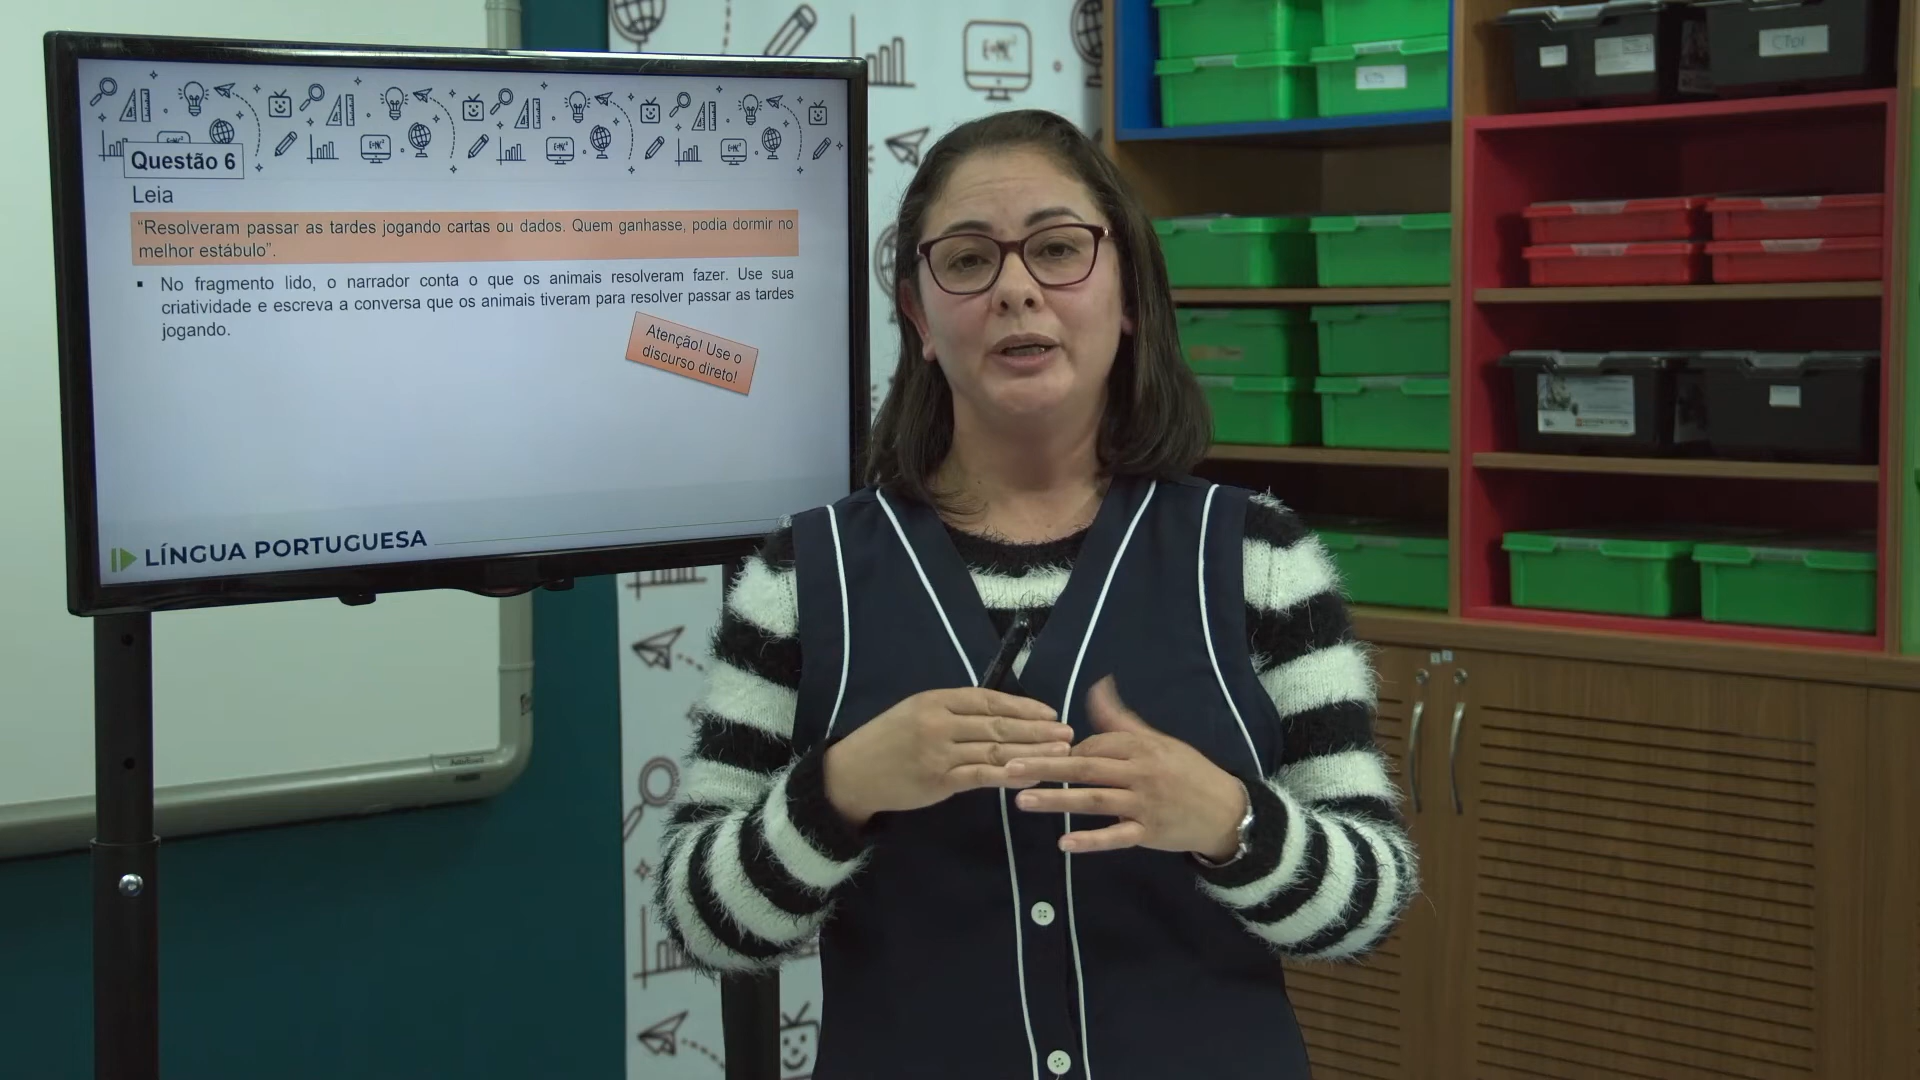 Questão 6
Leia
“Resolveram passar as tardes jogando cartas ou dados. Quem ganhasse, podia dormir no
melhor estábulo”.
▪ No fragmento lido, o narrador conta o que os animais resolveram fazer. Use sua
criatividade e escreva a conversa que os animais tiveram para resolver passar as tardes
jogando.
Atenção! Use o
discurso direto!
LÍNGUA PORTUGUESA
E=MC²